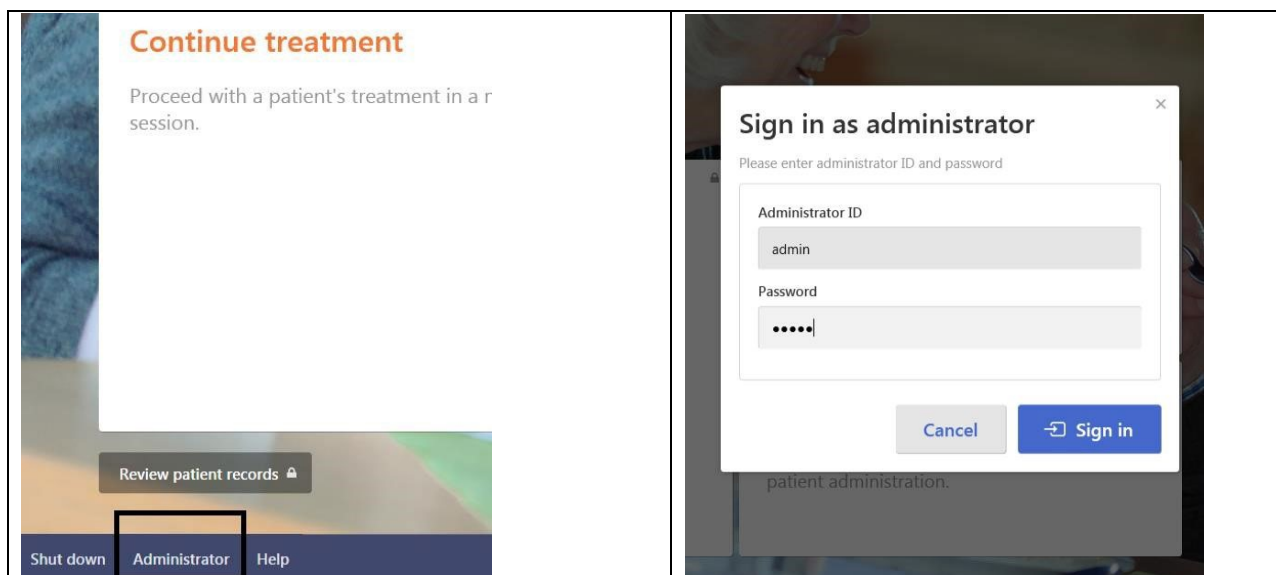 Continue treatment
Proceed with a patient's treatment in a
session.
Review patient records
Shut down Administrator Help
Sign in as administrator
Please enter administrator ID and password
Administrator ID
admin
Password
•••••
Cancel
Sign in
patient administration.